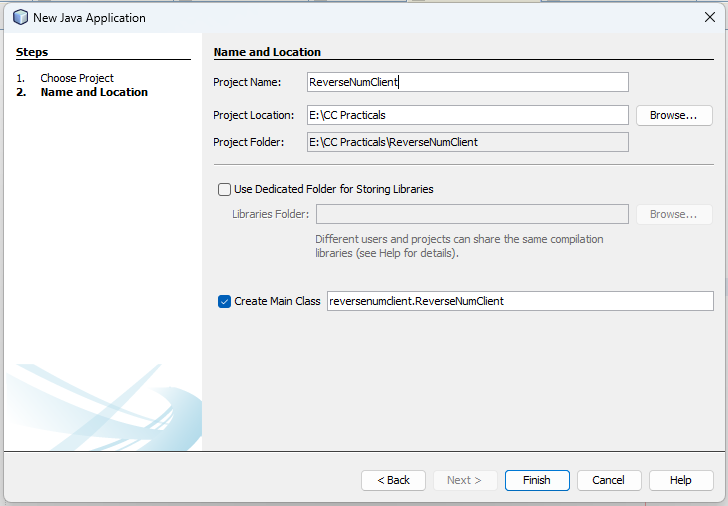 New Java Application
Steps
1. Choose Project
2. Name and Location
Name and Location
Project Name: ReverseNumClient
Project Location: E:\CC Practicals Browse...
Project Folder: E:\CC Practicals\ReverseNumClient
Use Dedicated Folder for Storing Libraries
Libraries Folder: Browse...
Different users and projects can share the same compilation
libraries (see Help for details).
Create Main Class reversenumclient.ReverseNumClient
< Back Next > Finish Cancel Help